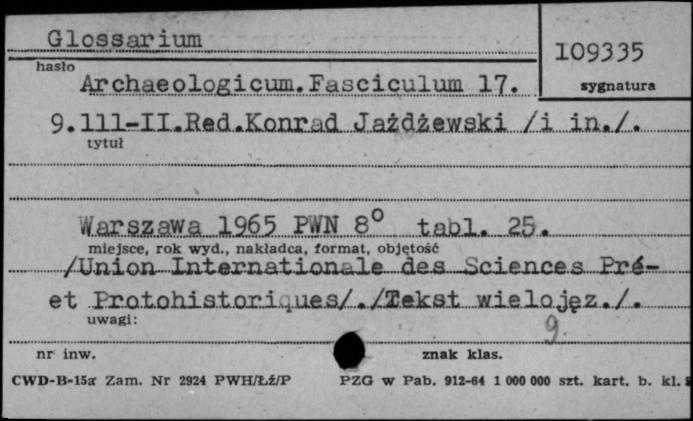 Glossarium
hasło
I09335
sygnatura
Archaeologicum.Fasciculum 17.
9.111-II.Red.Konrad Jażdżewski /i in./.
tytuł
Warszawa 1965 PWN 8° tabl. 25.
miejsce, rok wyd., nakładca, format, objętość
/Union Internationale des Sciences Pré-
et Protohistoriques/./Tekst wielojęz./.
uwagi:
9.
nr inw.
znak klas.
CWD-B-15a Zam. Nr 2924 PWH/Łź/P PZG w Pab. 912-64 1 000 000 szt. kart. b. kl.